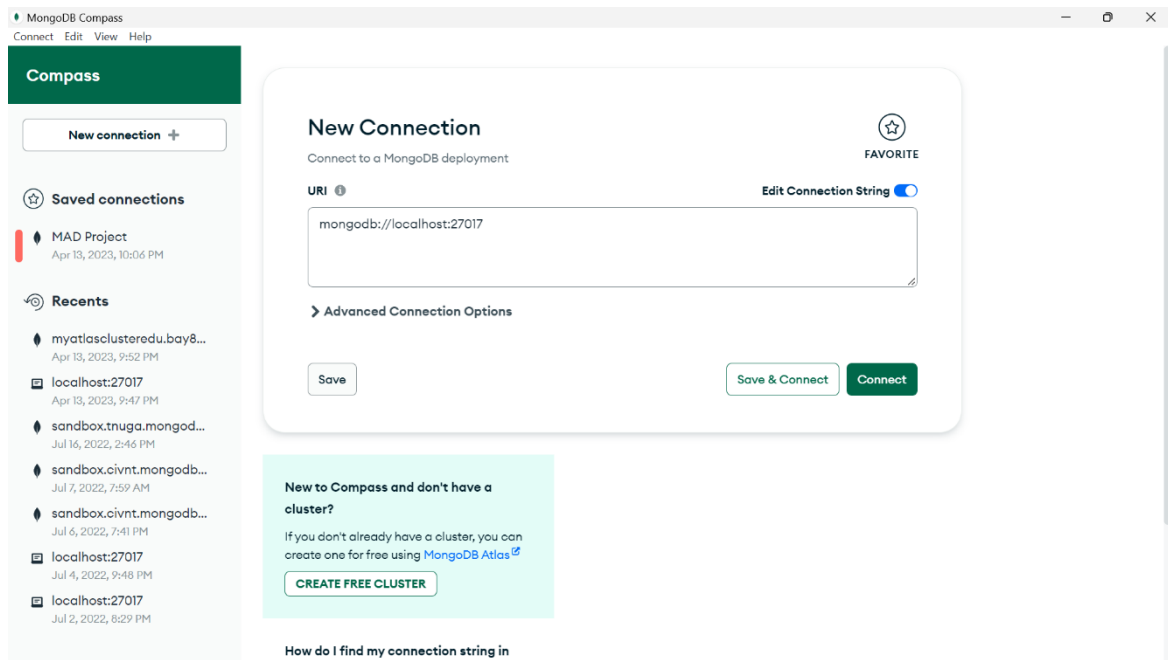 MongoDB Compass
Connect Edit View Help
Compass
New connection
Saved connections
MAD Project
Apr 13, 2023, 10:06 PM
Recents
myatlasclusteredu.bay8...
Apr 13, 2023, 9:52 PM
localhost:27017
Apr 13, 2023, 9:47 PM
sandbox.tnuga.mongod...
Jul 16, 2022, 2:46 PM
sandbox.civnt.mongodb...
Jul 7, 2022, 7:59 AM
sandbox.civnt.mongodb...
Jul 6, 2022, 7:41 PM
localhost:27017
Jul 4, 2022, 9:48 PM
localhost:27017
Jul 2, 2022, 8:29 PM
New Connection
FAVORITE
Connect to a MongoDB deployment
URI
Edit Connection String
mongodb://localhost:27017
Advanced Connection Options
Save
Save & Connect
Connect
New to Compass and don't have a
cluster?
If you don't already have a cluster, you can
create one for free using MongoDB Atlas
CREATE FREE CLUSTER
How do I find my connection string in